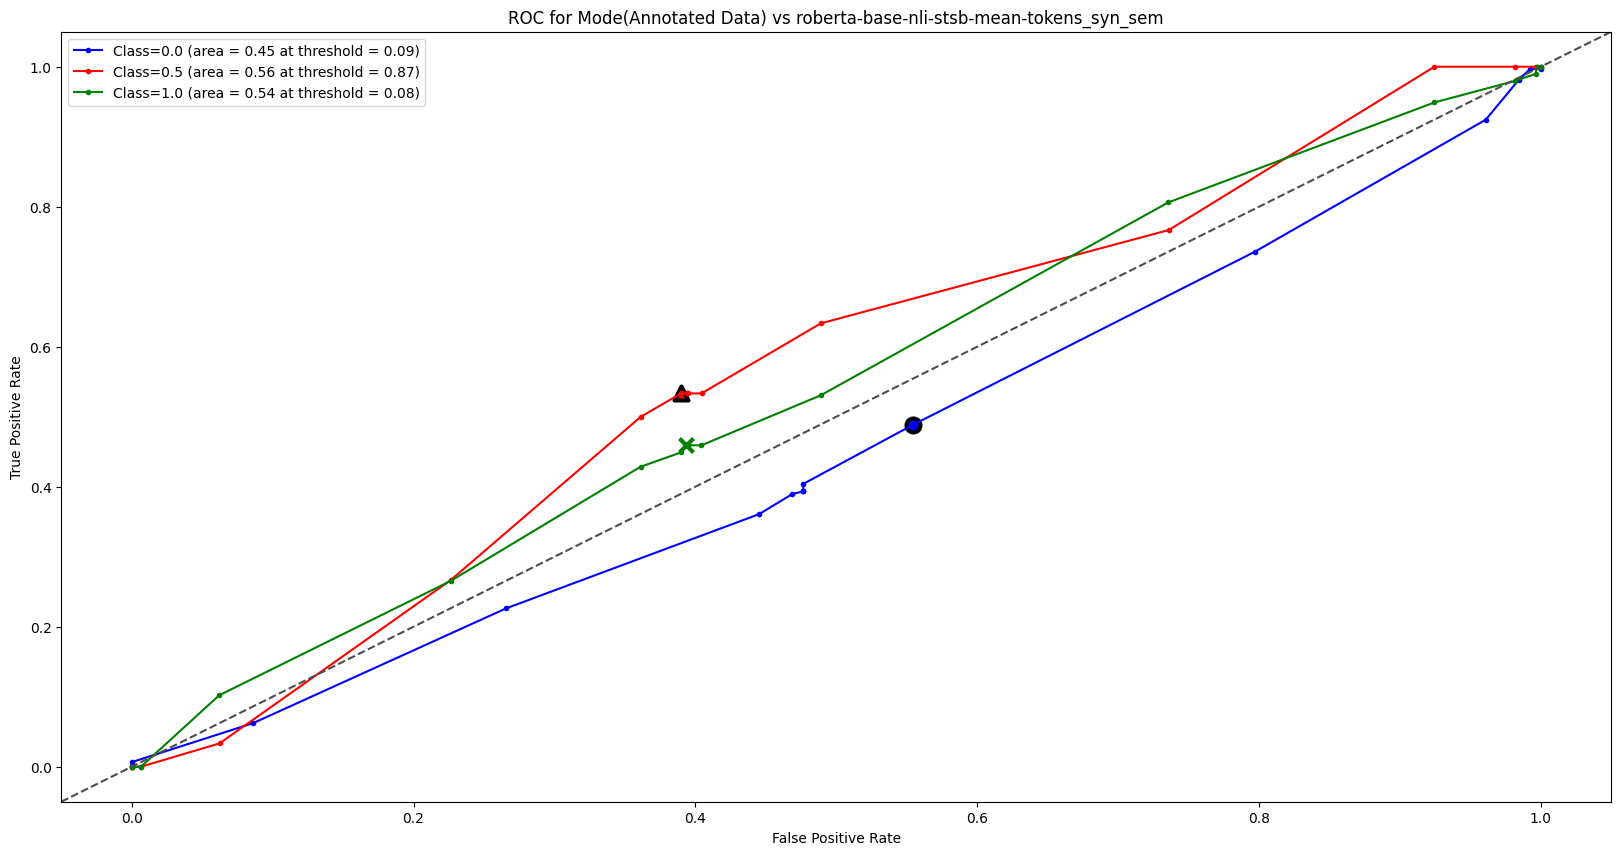 ROC for Mode(Annotated Data) vs roberta-base-nli-stsb-mean-tokens_syn_sem
Class=0.0 (area = 0.45 at threshold = 0.09)
Class=0.5 (area = 0.56 at threshold = 0.87)
Class=1.0 (area = 0.54 at threshold = 0.08)
True Positive Rate
1.0
0.8
0.6
0.4
0.2
0.0
0.0 0.2 0.4 0.6 0.8 1.0
False Positive Rate